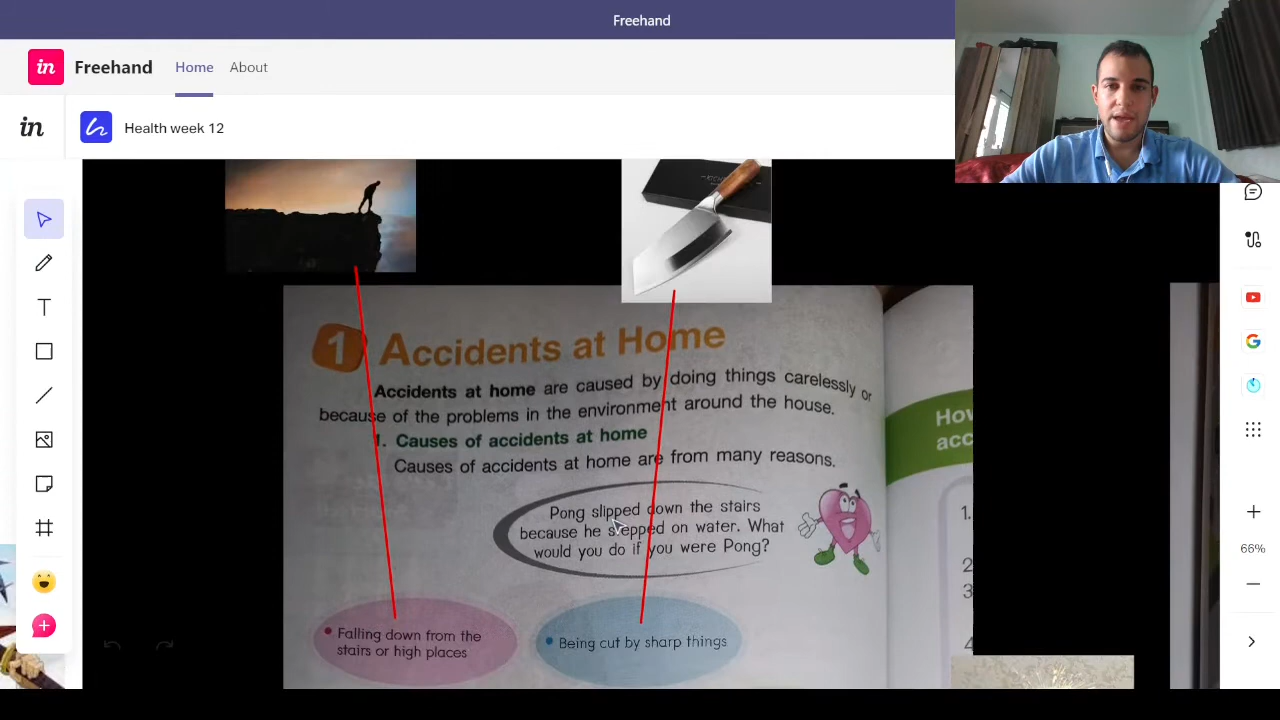 Freehand
in Freehand Home About
in Health week 12
1 Accidents at Home
Accidents at home are caused by doing things carelessly or
because of the problems in the environment around the house.
1. Causes of accidents at home
Causes of accidents at home are from many reasons.
Pong slipped down the stairs
because he stepped on water. What
would you do if you were Pong?
• Falling down from the
stairs or high places
• Being cut by sharp things
How
acc
1.
2
3
4
T
66%